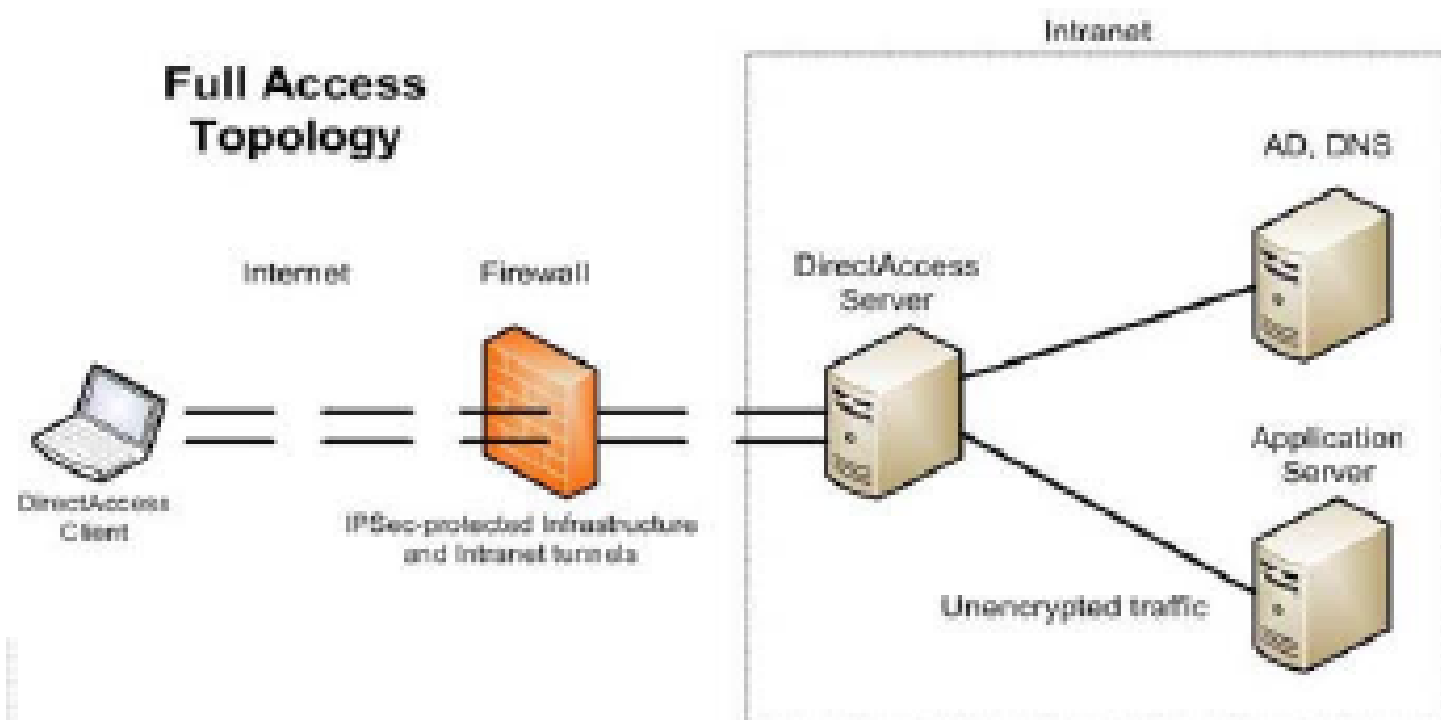 Full Access
Topology
Intranet
Internet
Firewall
DirectAccess
Server
AD, DNS
DirectAccess
Client
IPSec-protected Infrastructure
and Intranet tunnels
Application
Server
Unencrypted traffic